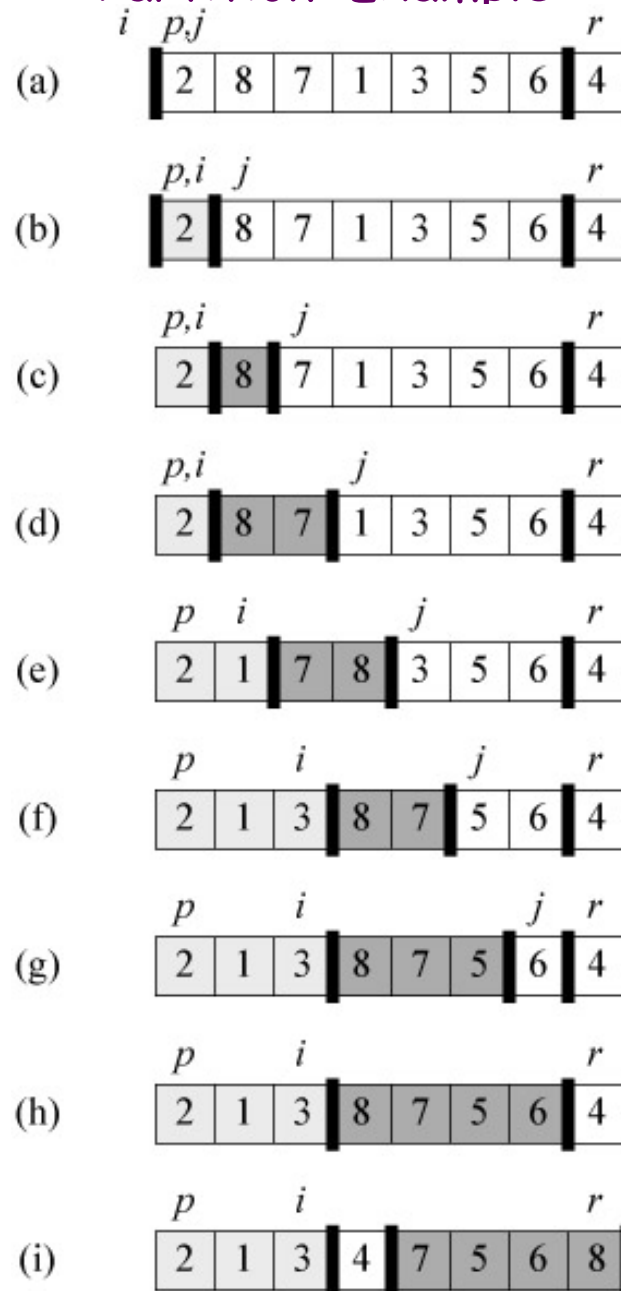 i p,j r
(a) 2 8 7 1 3 5 6 4
p,i j r
(b) 2 8 7 1 3 5 6 4
p,i j r
(c) 2 8 7 1 3 5 6 4
p,i j r
(d) 2 8 7 1 3 5 6 4
p i j r
(e) 2 1 7 8 3 5 6 4
p i j r
(f) 2 1 3 8 7 5 6 4
p i j r
(g) 2 1 3 8 7 5 6 4
p i r
(h) 2 1 3 8 7 5 6 4
p i r
(i) 2 1 3 4 7 5 6 8